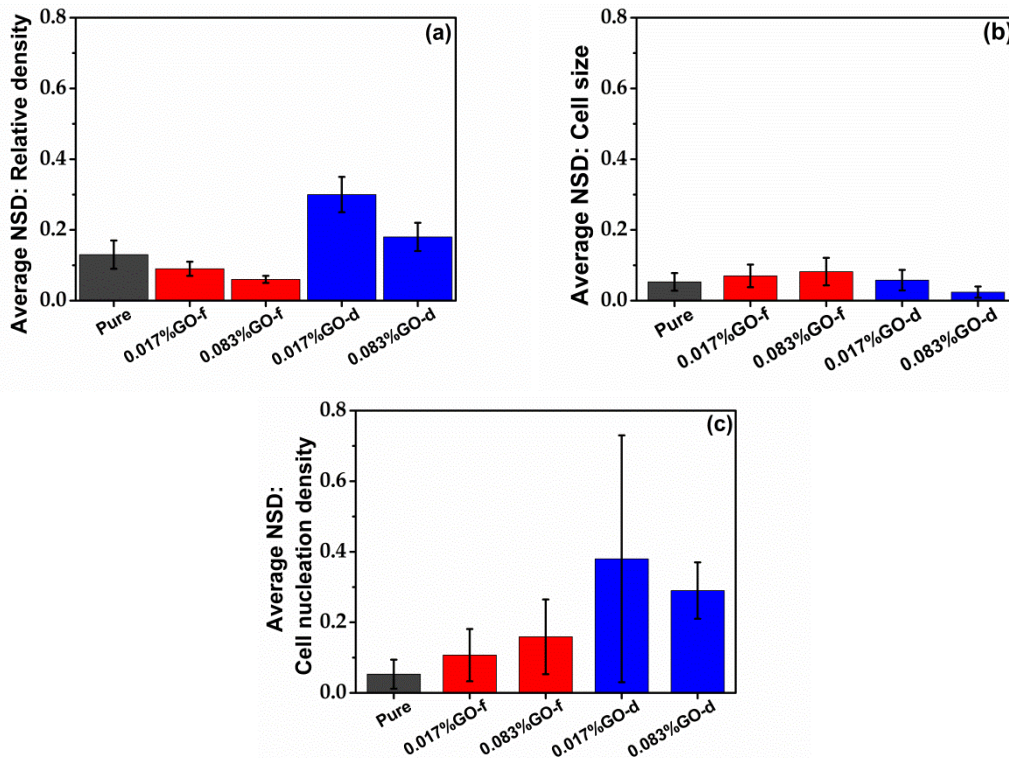 (a)
Average NSD: Relative density
0.8
0.6
0.4
0.2
0.0
Pure
0.017%GO-f
0.083%GO-f
0.017%GO-d
0.083%GO-d
(b)
Average NSD: Cell size
0.8
0.6
0.4
0.2
0.0
Pure
0.017%GO-f
0.083%GO-f
0.017%GO-d
0.083%GO-d
(c)
Average NSD:
Cell nucleation density
0.8
0.6
0.4
0.2
0.0
Pure
0.017%GO-f
0.083%GO-f
0.017%GO-d
0.083%GO-d